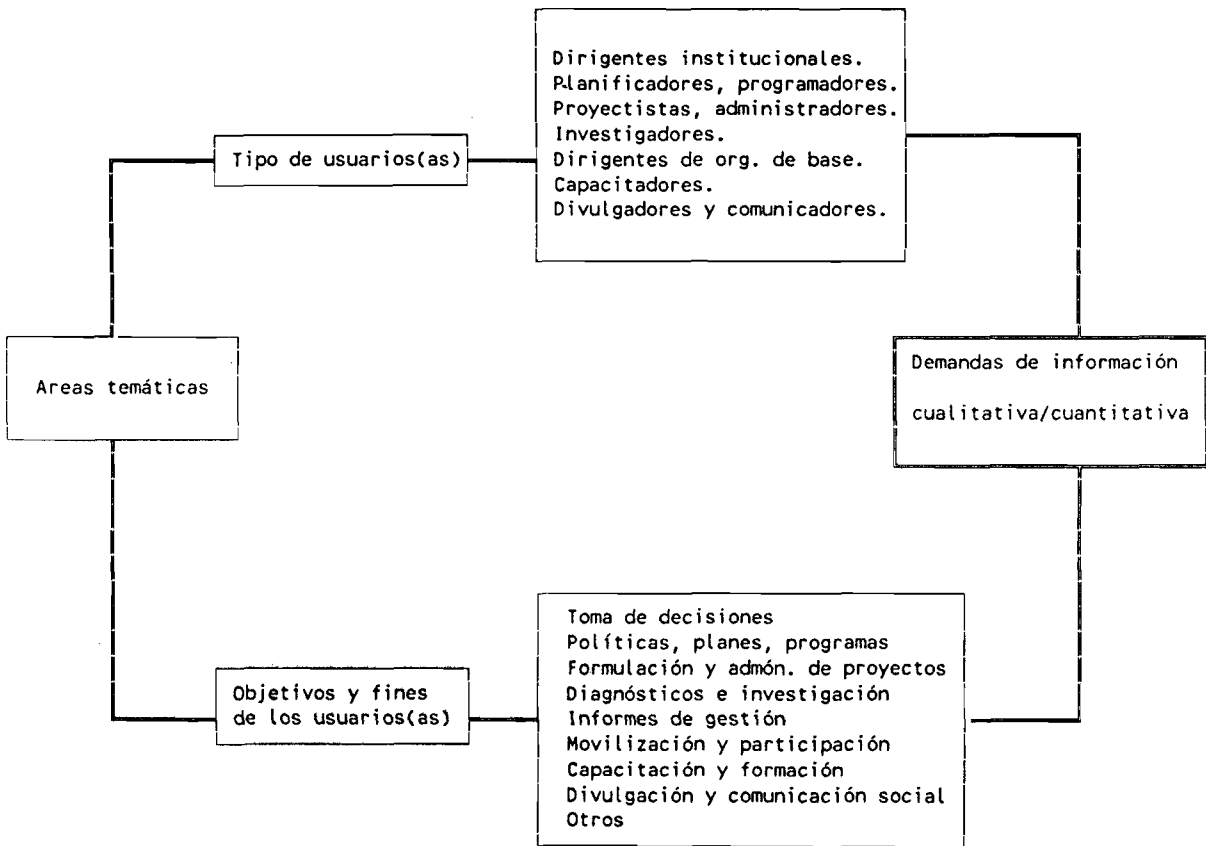 Dirigentes institucionales.
Planificadores, programadores.
Proyectistas, administradores.
Investigadores.
Dirigentes de org. de base.
Capacitadores.
Divulgadores y comunicadores.
Tipo de usuarios(as)
Areas temáticas
Demandas de información
cualitativa/cuantitativa
Objetivos y fines
de los usuarios(as)
Toma de decisiones
Políticas, planes, programas
Formulación y admón. de proyectos
Diagnósticos e investigación
Informes de gestión
Movilización y participación
Capacitación y formación
Divulgación y comunicación social
Otros